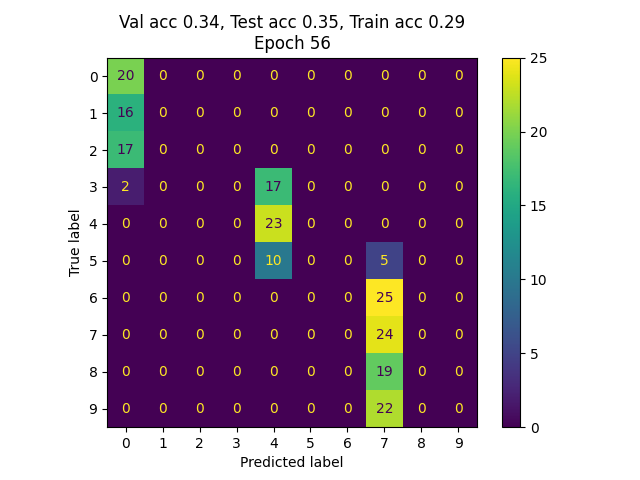 Val acc 0.34, Test acc 0.35, Train acc 0.29
Epoch 56
0 20 0 0 0 0 0 0 0 0 0
1 16 0 0 0 0 0 0 0 0 0
2 17 0 0 0 0 0 0 0 0 0
3 2 0 0 0 17 0 0 0 0 0
4 0 0 0 0 23 0 0 0 0 0
5 0 0 0 0 10 0 0 5 0 0
6 0 0 0 0 0 0 0 25 0 0
7 0 0 0 0 0 0 0 24 0 0
8 0 0 0 0 0 0 0 19 0 0
9 0 0 0 0 0 0 0 22 0 0
0 1 2 3 4 5 6 7 8 9
True label
Predicted label
25
20
15
10
5
0